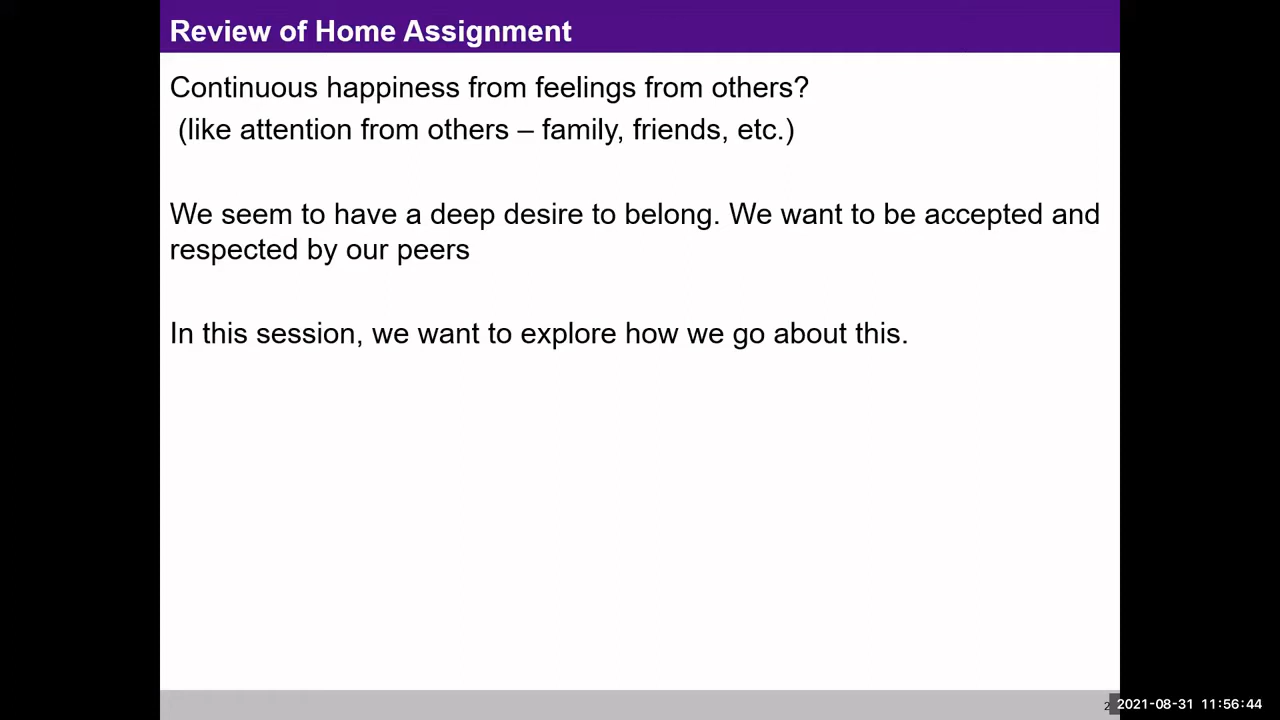 Review of Home Assignment
Continuous happiness from feelings from others?
(like attention from others – family, friends, etc.)
We seem to have a deep desire to belong. We want to be accepted and
respected by our peers
In this session, we want to explore how we go about this.
2
2021-08-31 11:56:44